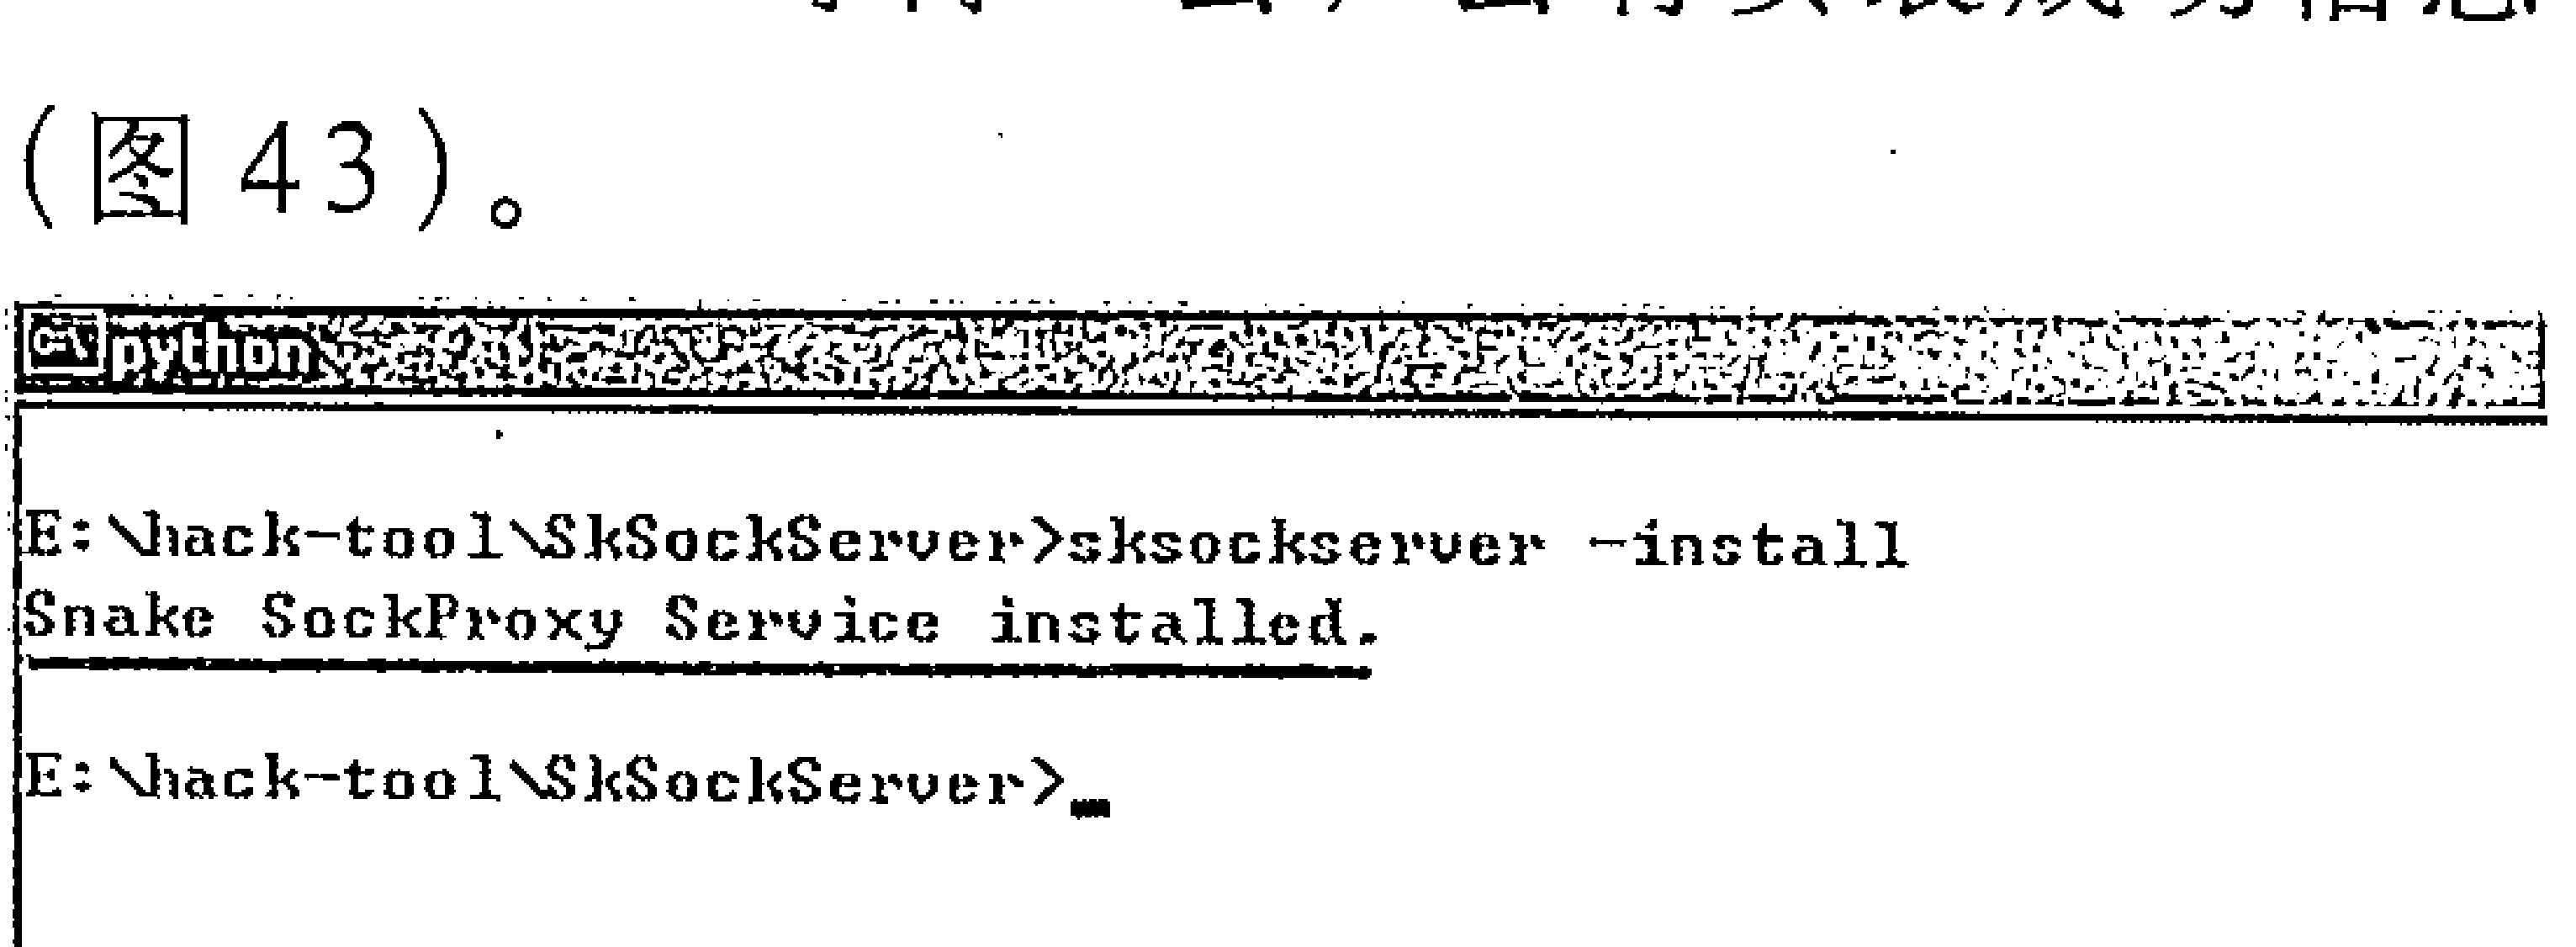 (图 43)。
python
E:\hack-tool\SkSockServer>sksockserver -install
Snake SockProxy Service installed.
E:\hack-tool\SkSockServer>_